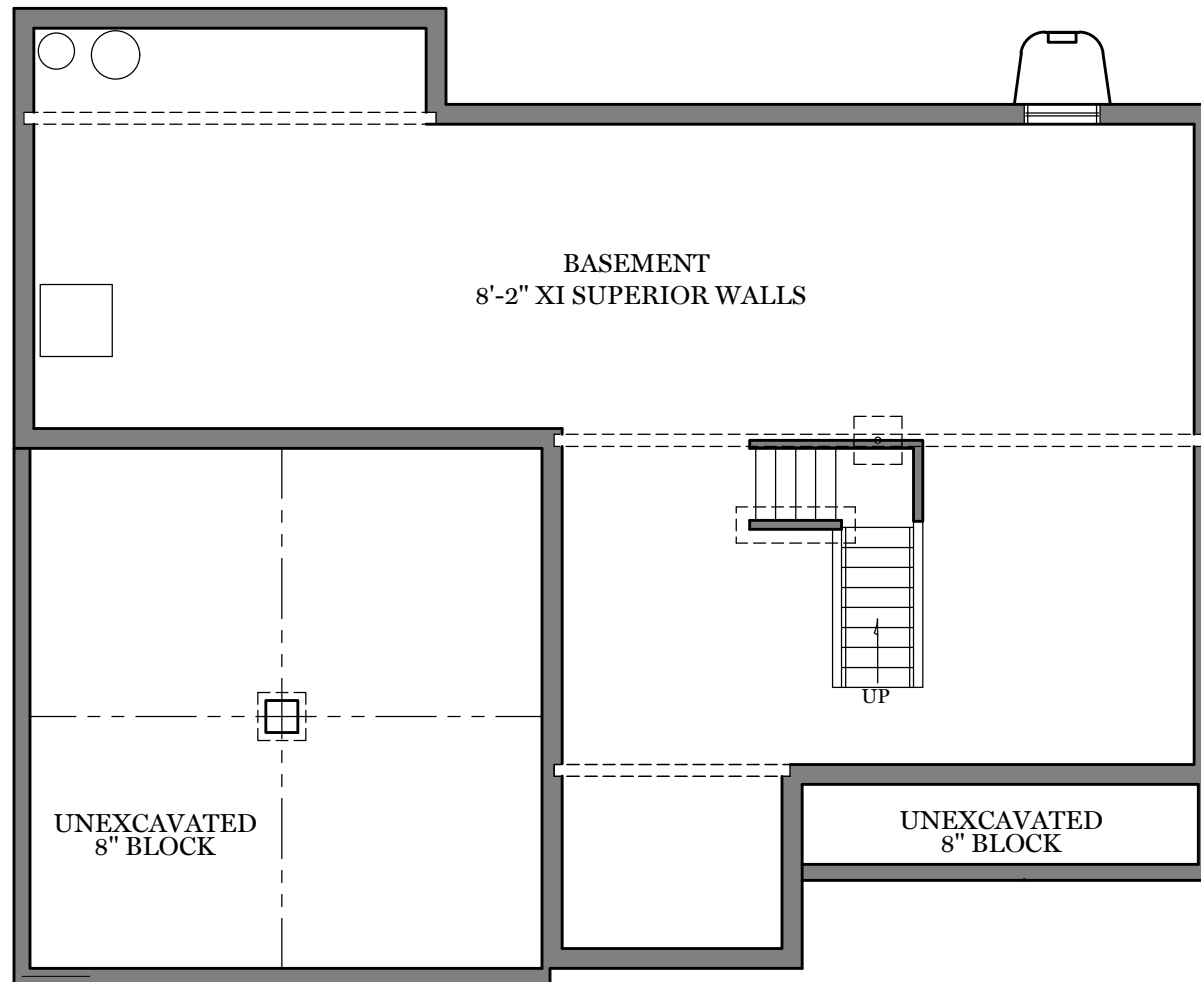 BASEMENT
8'-2" XI SUPERIOR WALLS
UP
UNEXCAVATED
8" BLOCK
UNEXCAVATED
8" BLOCK